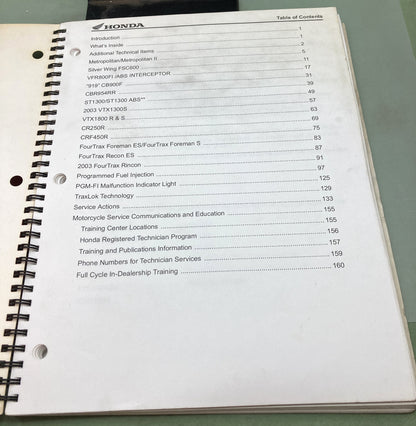 HONDA
Table of Contents
Introduction 1
What's Inside 1
Additional Technical Items 2
Metropolitan/Metropolitan II 5
Silver Wing FSC600 11
VFR800FI /ABS INTERCEPTOR 17
"919" CB900F 31
CBR954RR 39
ST1300/ST1300 ABS** 49
2003 VTX1300S 57
VTX1800 R & S 63
CR250R 69
CRF450R 75
FourTrax Foreman ES/FourTrax Foreman S 83
FourTrax Recon ES 87
2003 FourTrax Rincon 91
Programmed Fuel Injection 97
PGM-FI Malfunction Indicator Light 125
TraxLok Technology 129
Service Actions 133
Motorcycle Service Communications and Education 155
Training Center Locations 155
Honda Registered Technician Program 156
Training and Publications Information 157
Phone Numbers for Technician Services 159
Full Cycle In-Dealership Training 160